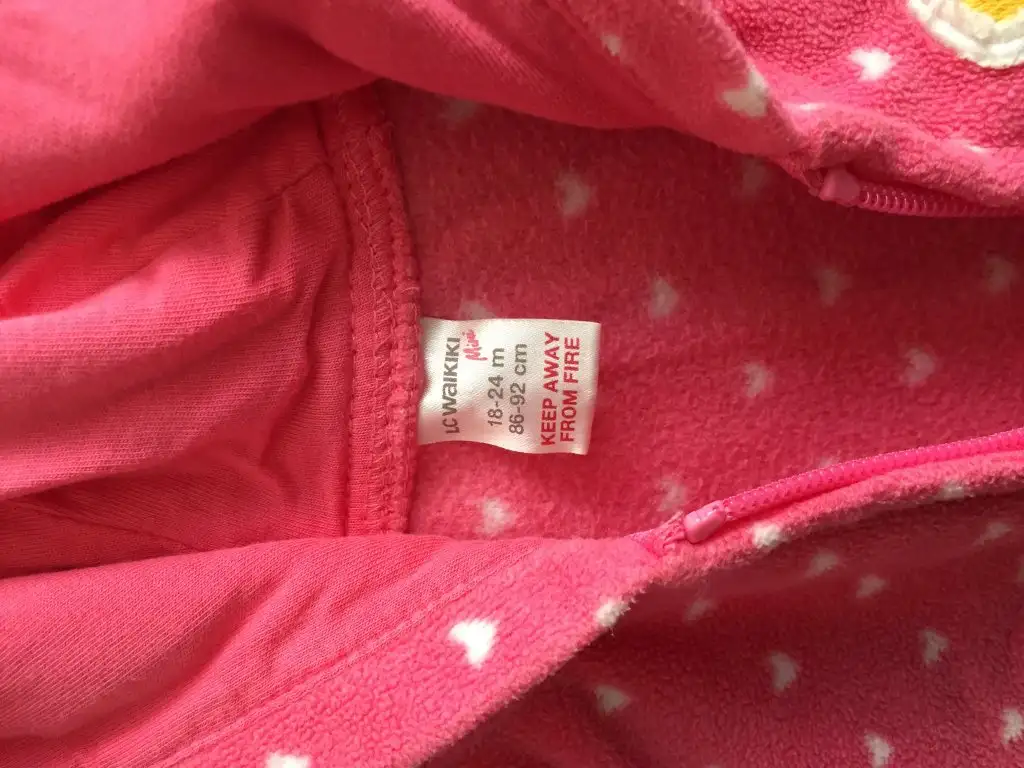 LC WAIKIKI
Mini
18-24 m
86-92 cm
KEEP AWAY
FROM FIRE